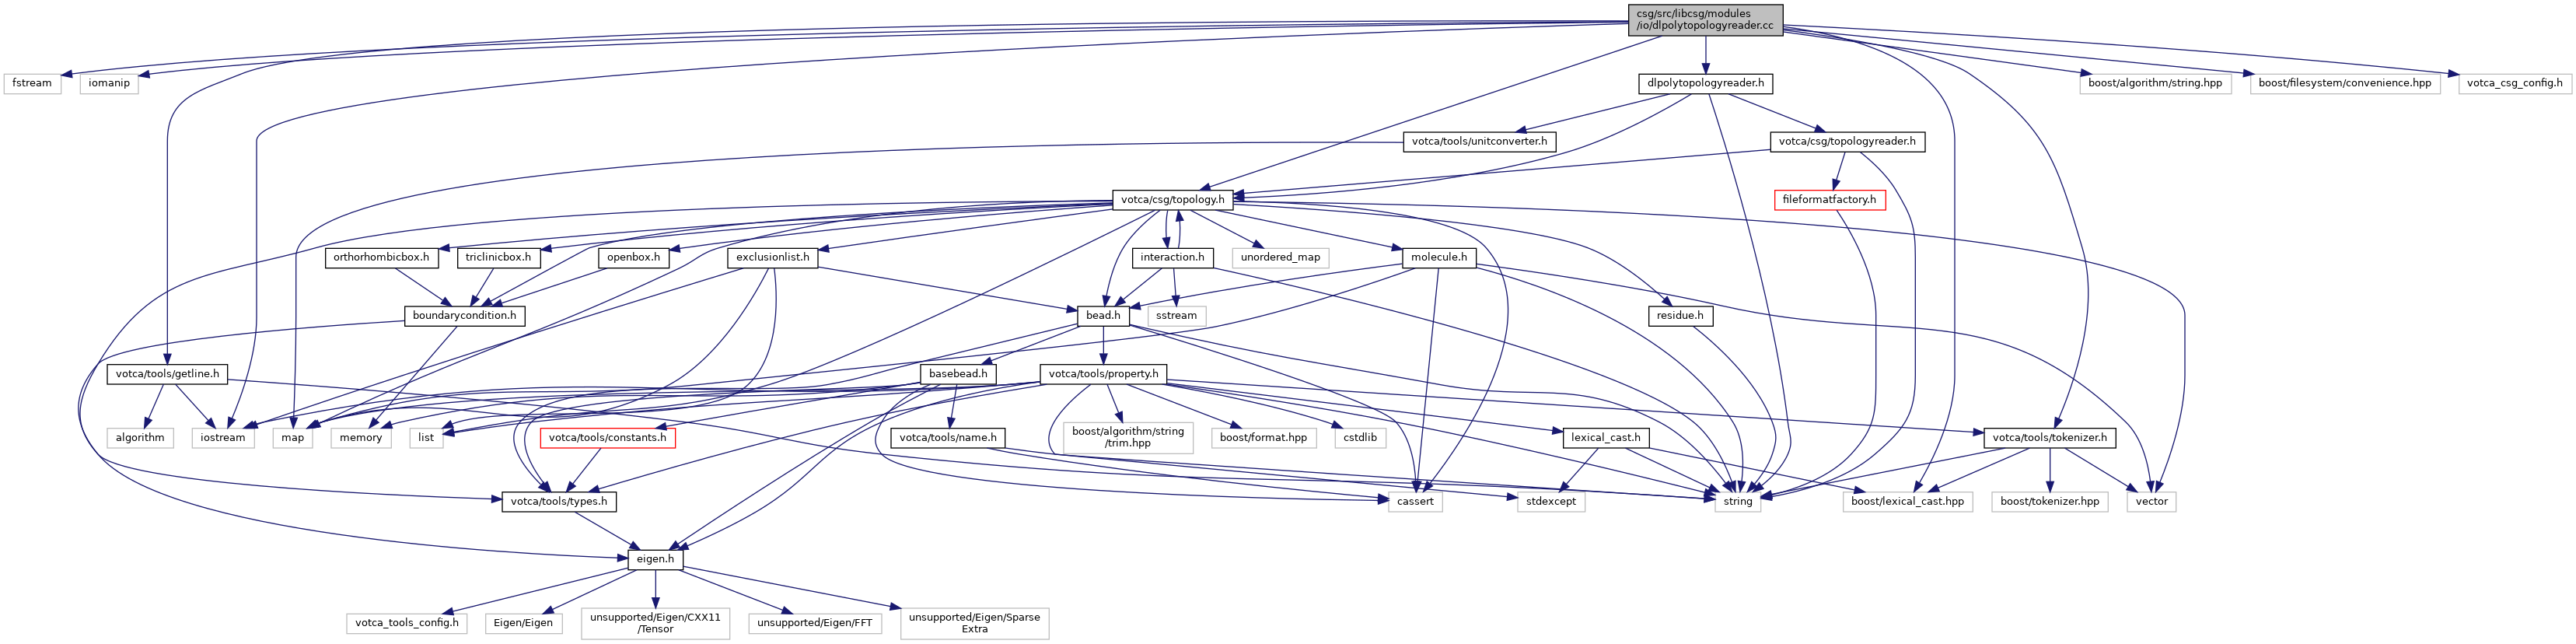 csg/src/libcsg/modules
/io/dlpolytopologyreader.cc
fstream
iomanip
dlpolytopologyreader.h
boost/algorithm/string.hpp
boost/filesystem/convenience.hpp
votca_csg_config.h
votca/tools/unitconverter.h
votca/csg/topologyreader.h
votca/csg/topology.h
fileformatfactory.h
orthorhombicbox.h
triclinicbox.h
openbox.h
exclusionlist.h
interaction.h
unordered_map
molecule.h
boundarycondition.h
bead.h
sstream
residue.h
votca/tools/getline.h
basebead.h
votca/tools/property.h
algorithm
iostream
map
memory
list
votca/tools/constants.h
votca/tools/name.h
boost/algorithm/string
/trim.hpp
boost/format.hpp
cstdlib
lexical_cast.h
votca/tools/tokenizer.h
votca/tools/types.h
cassert
stdexcept
string
boost/lexical_cast.hpp
boost/tokenizer.hpp
vector
eigen.h
votca_tools_config.h
Eigen/Eigen
unsupported/Eigen/CXX11
/Tensor
unsupported/Eigen/FFT
unsupported/Eigen/Sparse
Extra